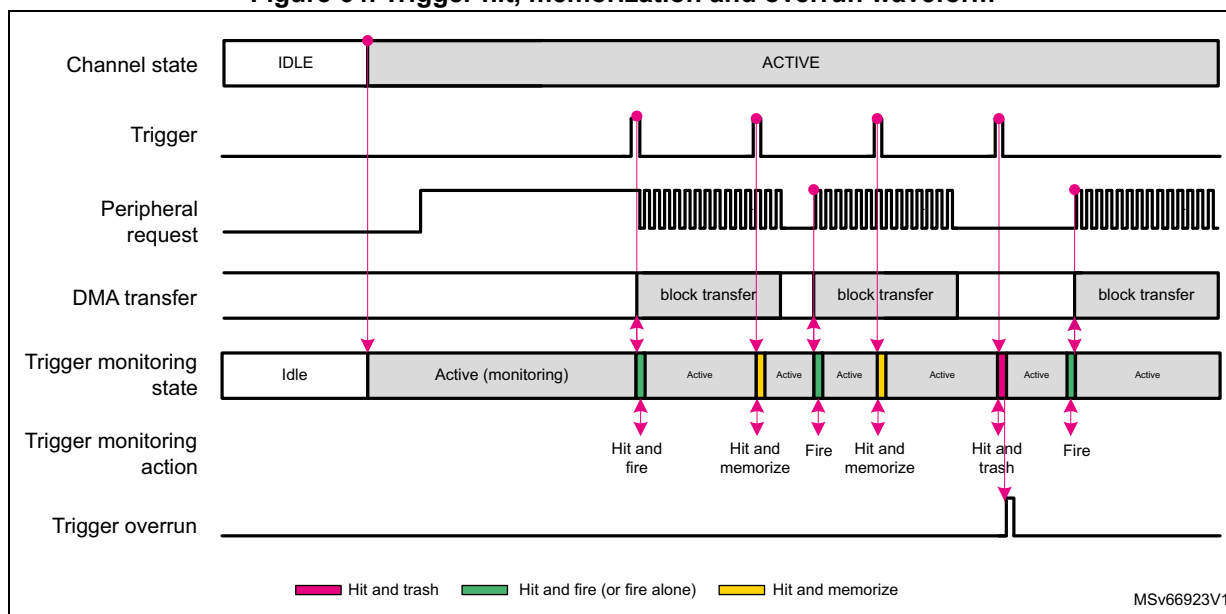 Trigger hit, memorization and overrun waveform
Channel state
IDLE
ACTIVE
Trigger
Peripheral
request
DMA transfer
block transfer
block transfer
block transfer
Trigger monitoring
state
Idle
Active (monitoring)
Active
Active
Active
Active
Active
Active
Trigger monitoring
action
Hit and
fire
Hit and
memorize
Fire
Hit and
memorize
Hit and
trash
Fire
Trigger overrun
Hit and trash
Hit and fire (or fire alone)
Hit and memorize
MSv66923V1